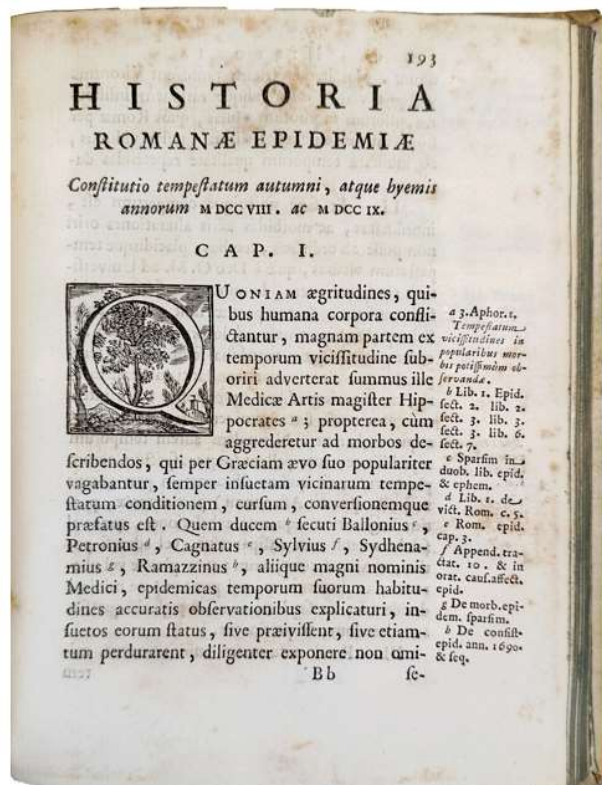 193
HISTORIA
ROMANÆ EPIDEMIÆ
Constitutio tempeſtatum autumni, atque hyemis
annorum MDCCVIII. ac MDCCIX.
CAP. I.
QUONIAM ægritudines, qui-
bus humana corpora confli-
ctantur, magnam partem ex
temporum viciſſitudine ſub-
oriri adverterat ſummus ille
Medicæ Artis magiſter Hip-
pocrates a; propterea, cùm
aggrederetur ad morbos de-
ſcribendos, qui per Græciam ævo ſuo populariter
vagabantur, ſemper inſuetam vicinarum tempe-
ſtatum conditionem, curſum, converſionemque
præfatus eſt. Quem ducem b ſecuti Ballonius c,
Petronius d, Cagnatus e, Sylvius f, Sydhena-
mius g, Ramazzinus h, aliique magni nominis
Medici, epidemicas temporum ſuorum habitu-
dines accuratis obſervationibus explicaturi, in-
ſuetos eorum ſtatus, ſive præiviſſent, ſive etiam-
tum perdurarent, diligenter exponere non omi-
Bb ſe-
a 3. Aphor. 1.
Tempeſtatum
viciſſitudines in
popularibus mor-
bis potiſſimùm ob-
ſervandæ.
b Lib. 1. Epid.
ſect. 2. lib. 2.
ſect. 3. lib. 3.
ſect. 3. lib. 6.
ſect. 7.
c Sparſim in
duob. lib. epid.
& ephem.
d Lib. 1. de
vict. Rom. c. 5.
e Rom. epid.
cap. 3.
f Append. tra-
ctat. 10. & in
orat. cauſ. affect.
epid.
g De morb. epi-
dem. ſparſim.
h De conſtit.
epid. ann. 1690.
& ſeq.